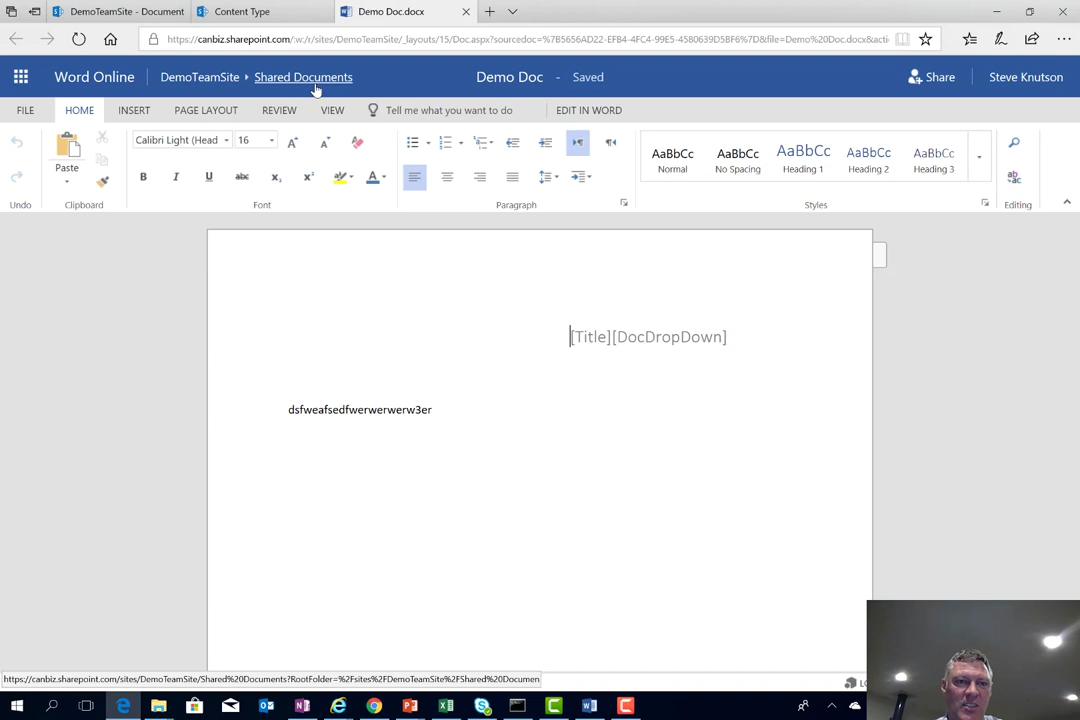 DemoTeamSite - Document
Content Type
Demo Doc.docx
https://canbiz.sharepoint.com/:w:/r/sites/DemoTeamSite/_layouts/15/Doc.aspx?sourcedoc=%7B5656AD22-EFB4-4FC4-99E5-4580639D5BF6%7D&file=Demo%20Doc.docx&acti
Word Online
DemoTeamSite
Shared Documents
Demo Doc - Saved
Share
Steve Knutson
FILE
HOME
INSERT
PAGE LAYOUT
REVIEW
VIEW
Tell me what you want to do
EDIT IN WORD
Paste
Calibri Light (Head
16
B
I
U
abc
AaBbCc
Normal
AaBbCc
No Spacing
AaBbCc
Heading 1
AaBbCc
Heading 2
AaBbCc
Heading 3
Undo
Clipboard
Font
Paragraph
Styles
Editing
[Title][DocDropDown]
dsfweafsedfwerwerwerw3er
https://canbiz.sharepoint.com/sites/DemoTeamSite/Shared%20Documents?RootFolder=%2Fsites%2FDemoTeamSite%2FShared%20Documen